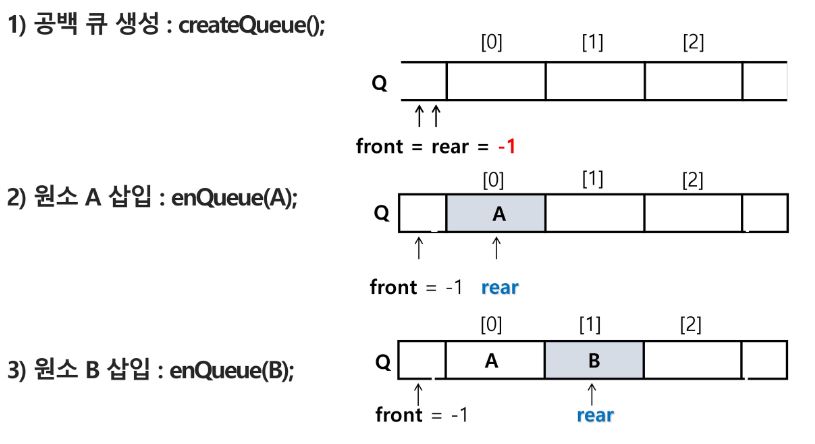 1) 공백 큐 생성 : createQueue();
[0] [1] [2]
Q
front = rear = -1
2) 원소 A 삽입 : enQueue(A);
[0] [1] [2]
Q A
front = -1 rear
3) 원소 B 삽입 : enQueue(B);
[0] [1] [2]
Q A B
front = -1 rear